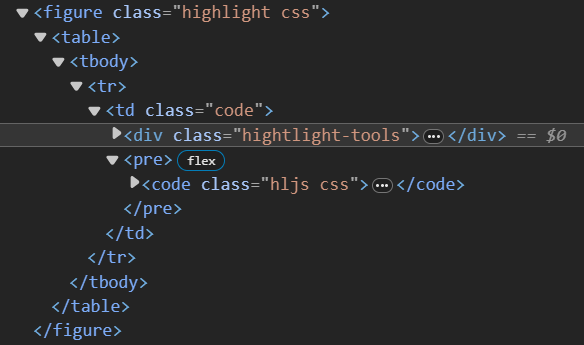 ▼<figure class="highlight css">
▼<table>
▼<tbody>
▼<tr>
▼<td class="code">
▶<div class="hightlight-tools">⋯</div> == $0
▼<pre> flex
▶<code class="hljs css">⋯</code>
</pre>
</td>
</tr>
</tbody>
</table>
</figure>